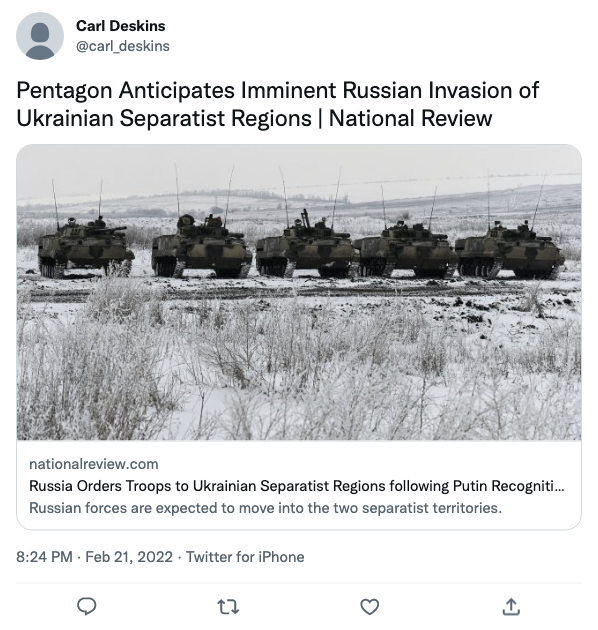 Carl Deskins
@carl_deskins
Pentagon Anticipates Imminent Russian Invasion of
Ukrainian Separatist Regions | National Review
nationalreview.com
Russia Orders Troops to Ukrainian Separatist Regions following Putin Recogniti...
Russian forces are expected to move into the two separatist territories.
8:24 PM · Feb 21, 2022 · Twitter for iPhone